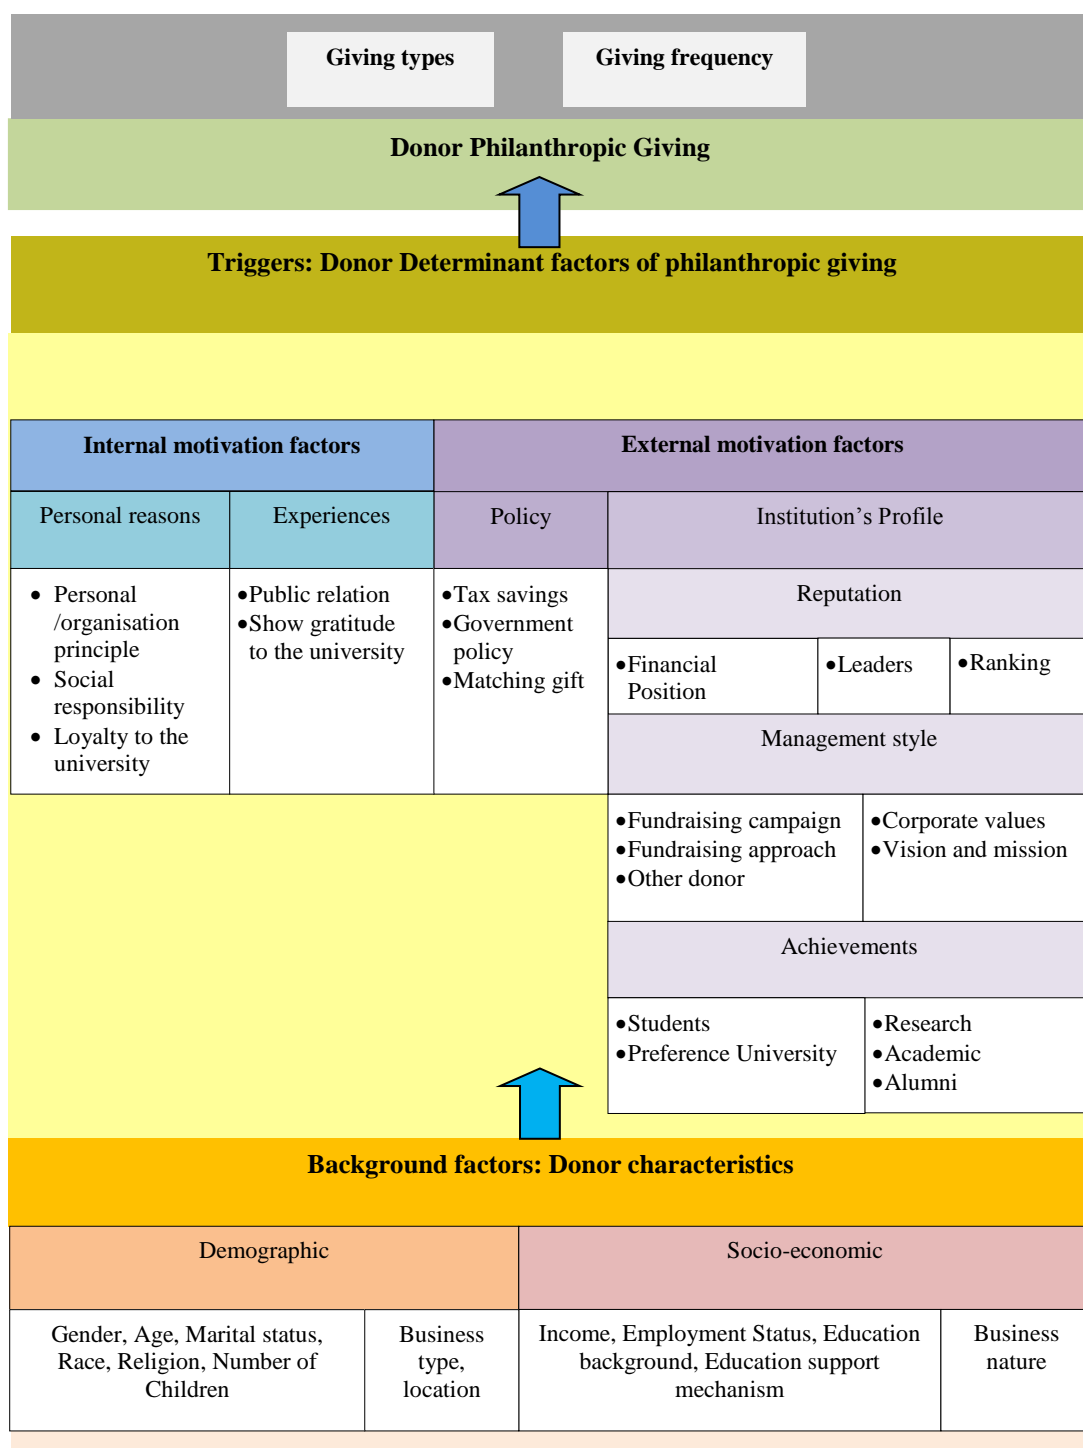 Giving types
Giving frequency
Donor Philanthropic Giving
Triggers: Donor Determinant factors of philanthropic giving
Internal motivation factors
External motivation factors
Personal reasons
Experiences
Policy
Institution's Profile
• Personal
/organisation
principle
• Social
responsibility
• Loyalty to the
university
•Public relation
•Show gratitude
to the university
•Tax savings
•Government
policy
•Matching gift
Reputation
•Financial
Position
•Leaders
•Ranking
Management style
•Fundraising campaign
•Fundraising approach
•Other donor
•Corporate values
•Vision and mission
Achievements
•Students
•Preference University
•Research
•Academic
•Alumni
Background factors: Donor characteristics
Demographic
Socio-economic
Gender, Age, Marital status,
Race, Religion, Number of
Children
Business
type,
location
Income, Employment Status, Education
background, Education support
mechanism
Business
nature